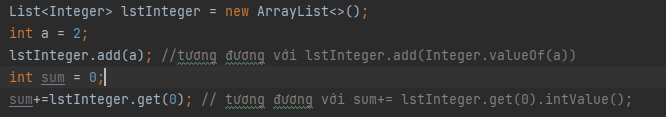 List<Integer> lstInteger = new ArrayList<>();
int a = 2;
lstInteger.add(a); //tương đương với lstInteger.add(Integer.valueOf(a))
int sum = 0;
sum+=lstInteger.get(0); // tương đương với sum+= lstInteger.get(0).intValue();